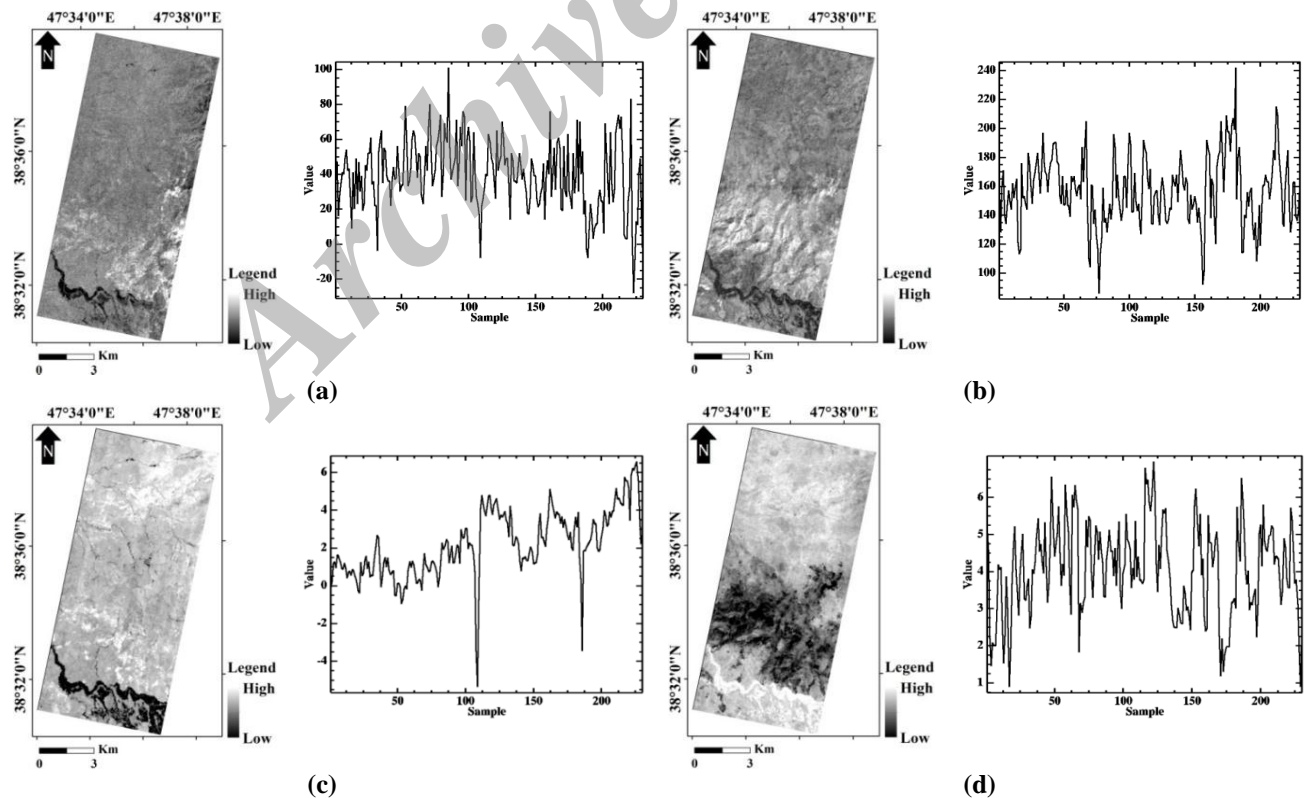 47°34'0"E 47°38'0"E
N
38°36'0"N
38°32'0"N
Legend
High
Low
Km
0 3
100
80
60
40
20
0
-20
Value
50 100 150 200
Sample
(a)
47°34'0"E 47°38'0"E
N
38°36'0"N
38°32'0"N
Legend
High
Low
Km
0 3
240
220
200
180
160
140
120
100
Value
50 100 150 200
Sample
(b)
47°34'0"E 47°38'0"E
N
38°36'0"N
38°32'0"N
Legend
High
Low
Km
0 3
6
4
2
0
-2
-4
Value
50 100 150 200
Sample
(c)
47°34'0"E 47°38'0"E
N
38°36'0"N
38°32'0"N
Legend
High
Low
Km
0 3
7
6
5
4
3
2
1
Value
50 100 150 200
Sample
(d)
Archive